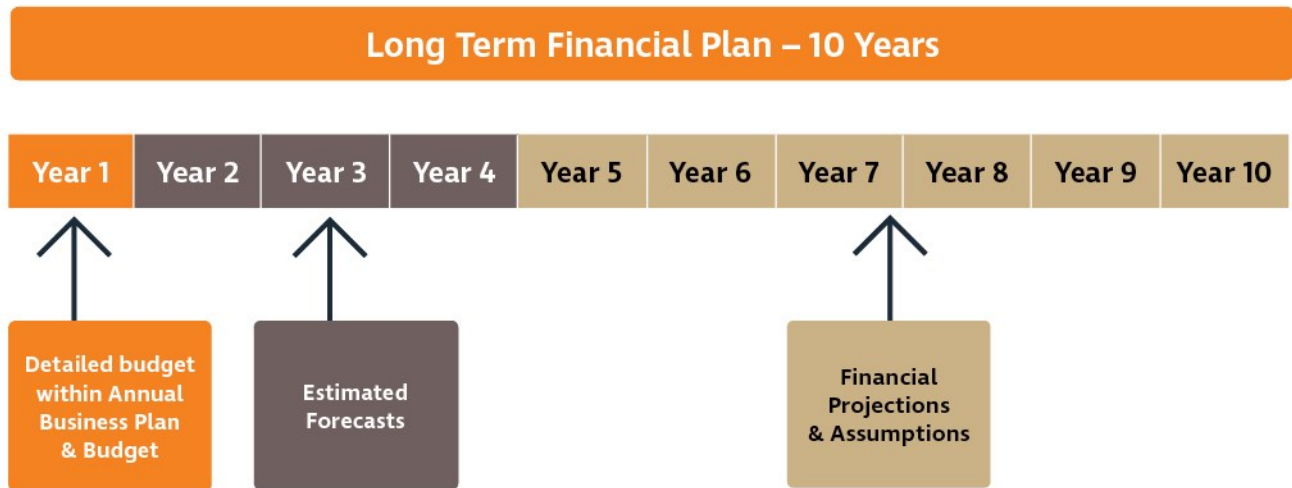 Long Term Financial Plan – 10 Years
Year 1 Year 2 Year 3 Year 4 Year 5 Year 6 Year 7 Year 8 Year 9 Year 10
Detailed budget
within Annual
Business Plan
& Budget
Estimated
Forecasts
Financial
Projections
& Assumptions